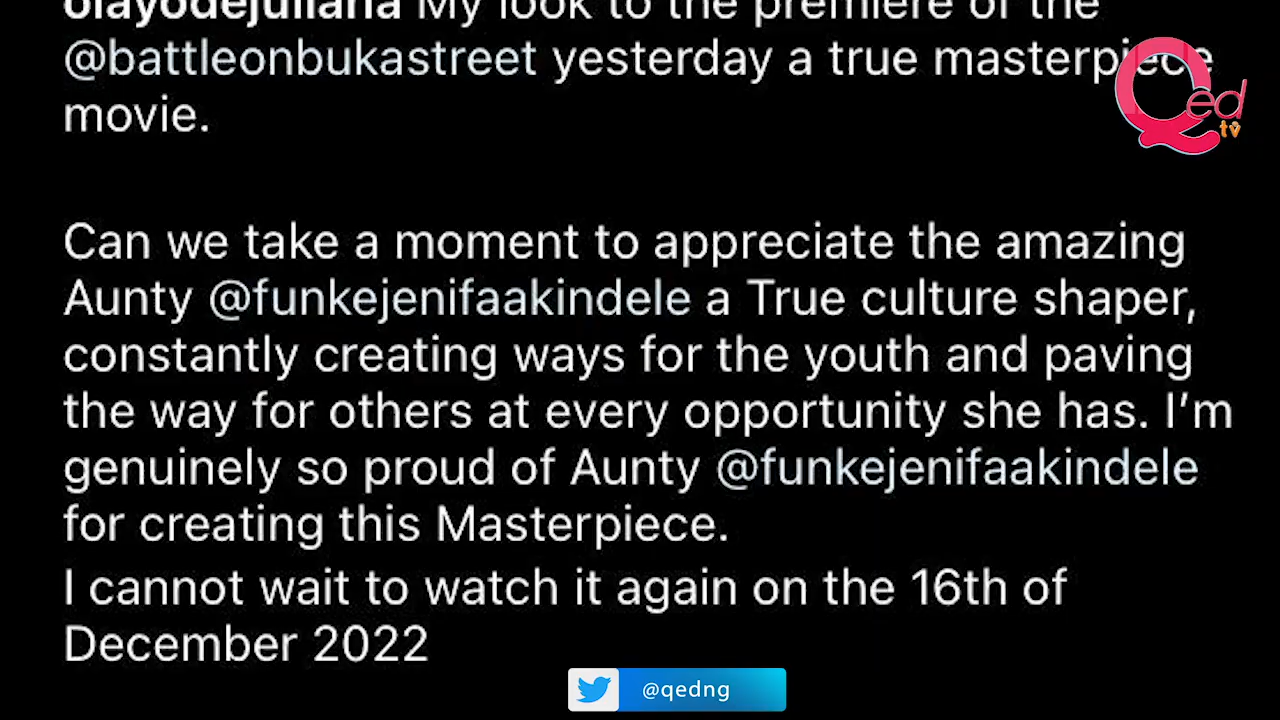 olayodejuliana My look to the premiere of the
@battleonbukastreet yesterday a true masterpiece
movie.
Can we take a moment to appreciate the amazing
Aunty @funkejenifaakindele a True culture shaper,
constantly creating ways for the youth and paving
the way for others at every opportunity she has. I’m
genuinely so proud of Aunty @funkejenifaakindele
for creating this Masterpiece.
I cannot wait to watch it again on the 16th of
December 2022
Qed
tv
@qedng